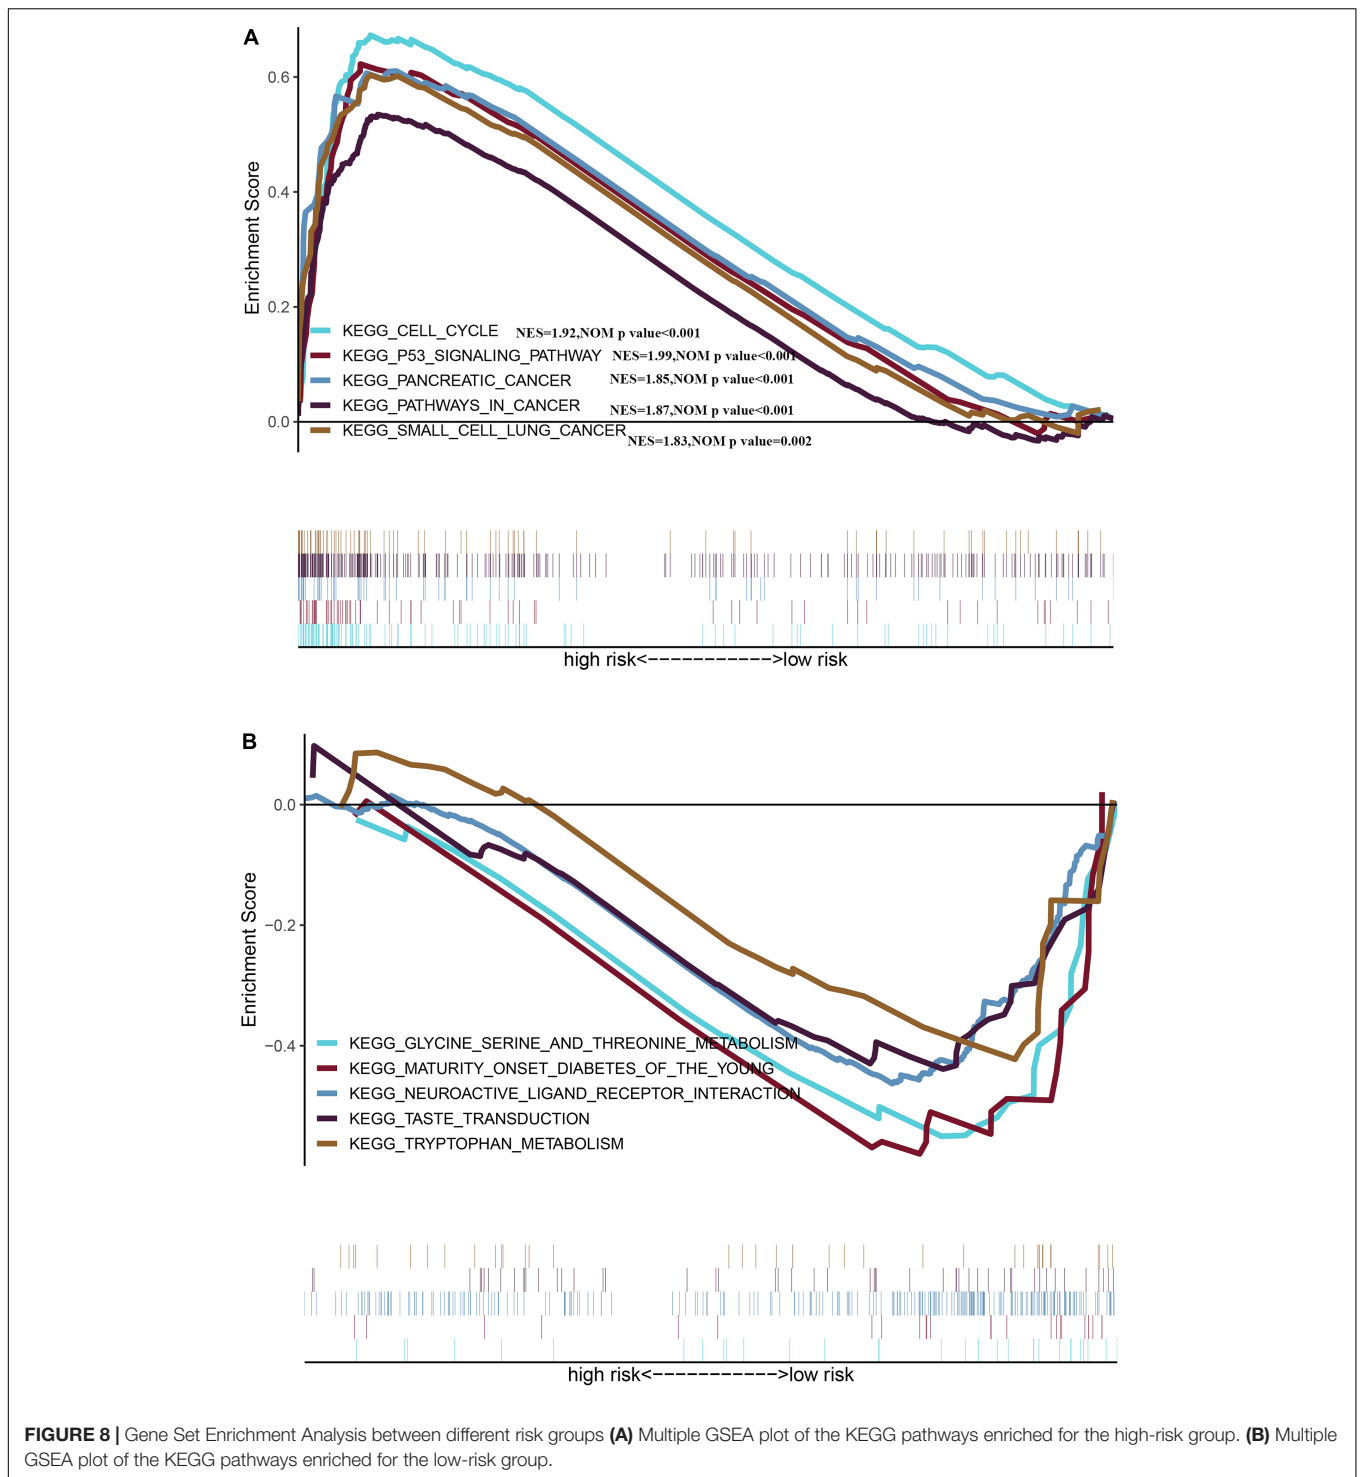 A
0.6
0.4
0.2
0.0
Enrichment Score
KEGG_CELL_CYCLE NES=1.92,NOM p value<0.001
KEGG_P53_SIGNALING_PATHWAY NES=1.99,NOM p value<0.001
KEGG_PANCREATIC_CANCER NES=1.85,NOM p value<0.001
KEGG_PATHWAYS_IN_CANCER NES=1.87,NOM p value<0.001
KEGG_SMALL_CELL_LUNG_CANCER NES=1.83,NOM p value=0.002
high risk<----------->low risk
B
0.0
−0.2
−0.4
Enrichment Score
KEGG_GLYCINE_SERINE_AND_THREONINE_METABOLISM
KEGG_MATURITY_ONSET_DIABETES_OF_THE_YOUNG
KEGG_NEUROACTIVE_LIGAND_RECEPTOR_INTERACTION
KEGG_TASTE_TRANSDUCTION
KEGG_TRYPTOPHAN_METABOLISM
high risk<----------->low risk
FIGURE 8 | Gene Set Enrichment Analysis between different risk groups (A) Multiple GSEA plot of the KEGG pathways enriched for the high-risk group. (B) Multiple
GSEA plot of the KEGG pathways enriched for the low-risk group.